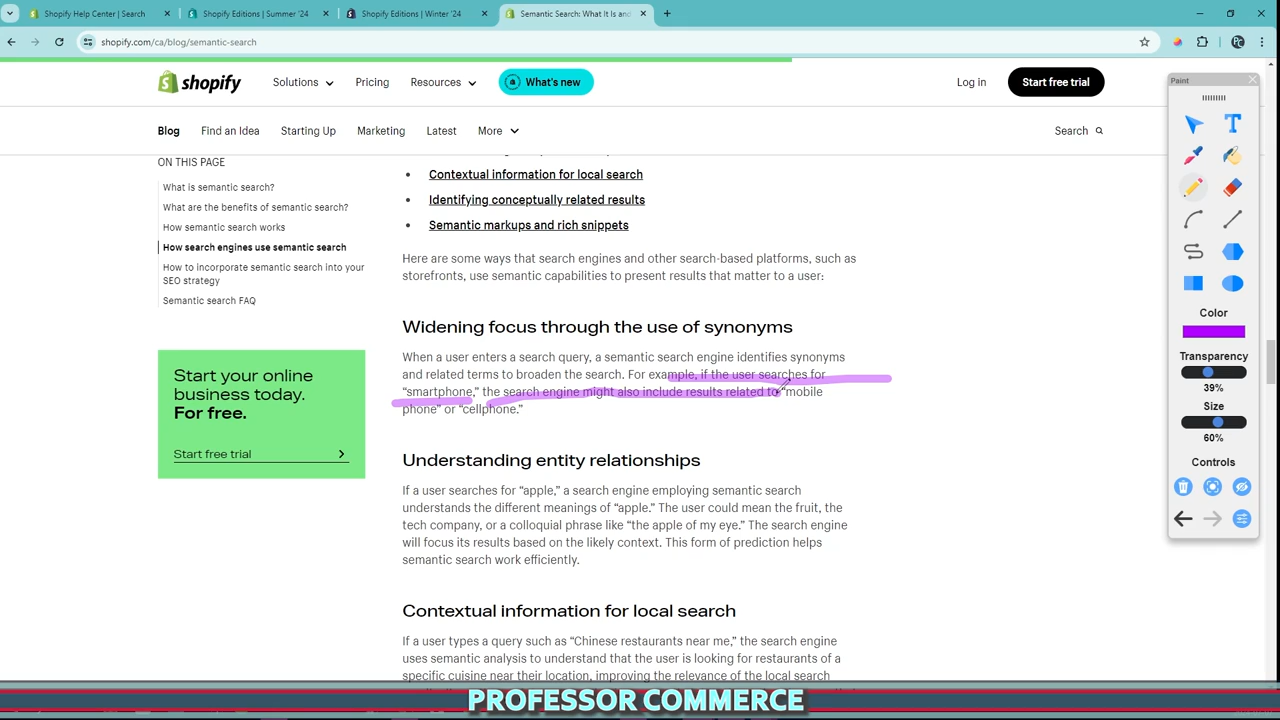 Shopify Help Center | Search
Shopify Editions | Summer '24
Shopify Editions | Winter '24
Semantic Search: What It Is and
shopify.com/ca/blog/semantic-search
shopify
Solutions
Pricing
Resources
What's new
Log in
Start free trial
Blog
Find an Idea
Starting Up
Marketing
Latest
More
Search
ON THIS PAGE
What is semantic search?
What are the benefits of semantic search?
How semantic search works
How search engines use semantic search
How to incorporate semantic search into your
SEO strategy
Semantic search FAQ
Start your online
business today.
For free.
Start free trial
• Contextual information for local search
• Identifying conceptually related results
• Semantic markups and rich snippets
Here are some ways that search engines and other search-based platforms, such as
storefronts, use semantic capabilities to present results that matter to a user:
Widening focus through the use of synonyms
When a user enters a search query, a semantic search engine identifies synonyms
and related terms to broaden the search. For example, if the user searches for
“smartphone,” the search engine might also include results related to “mobile
phone” or “cellphone.”
Understanding entity relationships
If a user searches for “apple,” a search engine employing semantic search
understands the different meanings of “apple.” The user could mean the fruit, the
tech company, or a colloquial phrase like “the apple of my eye.” The search engine
will focus its results based on the likely context. This form of prediction helps
semantic search work efficiently.
Contextual information for local search
If a user types a query such as “Chinese restaurants near me,” the search engine
uses semantic analysis to understand that the user is looking for restaurants of a
specific cuisine near their location, improving the relevance of the local search
Paint
T
Color
Transparency
39%
Size
60%
Controls
PROFESSOR COMMERCE